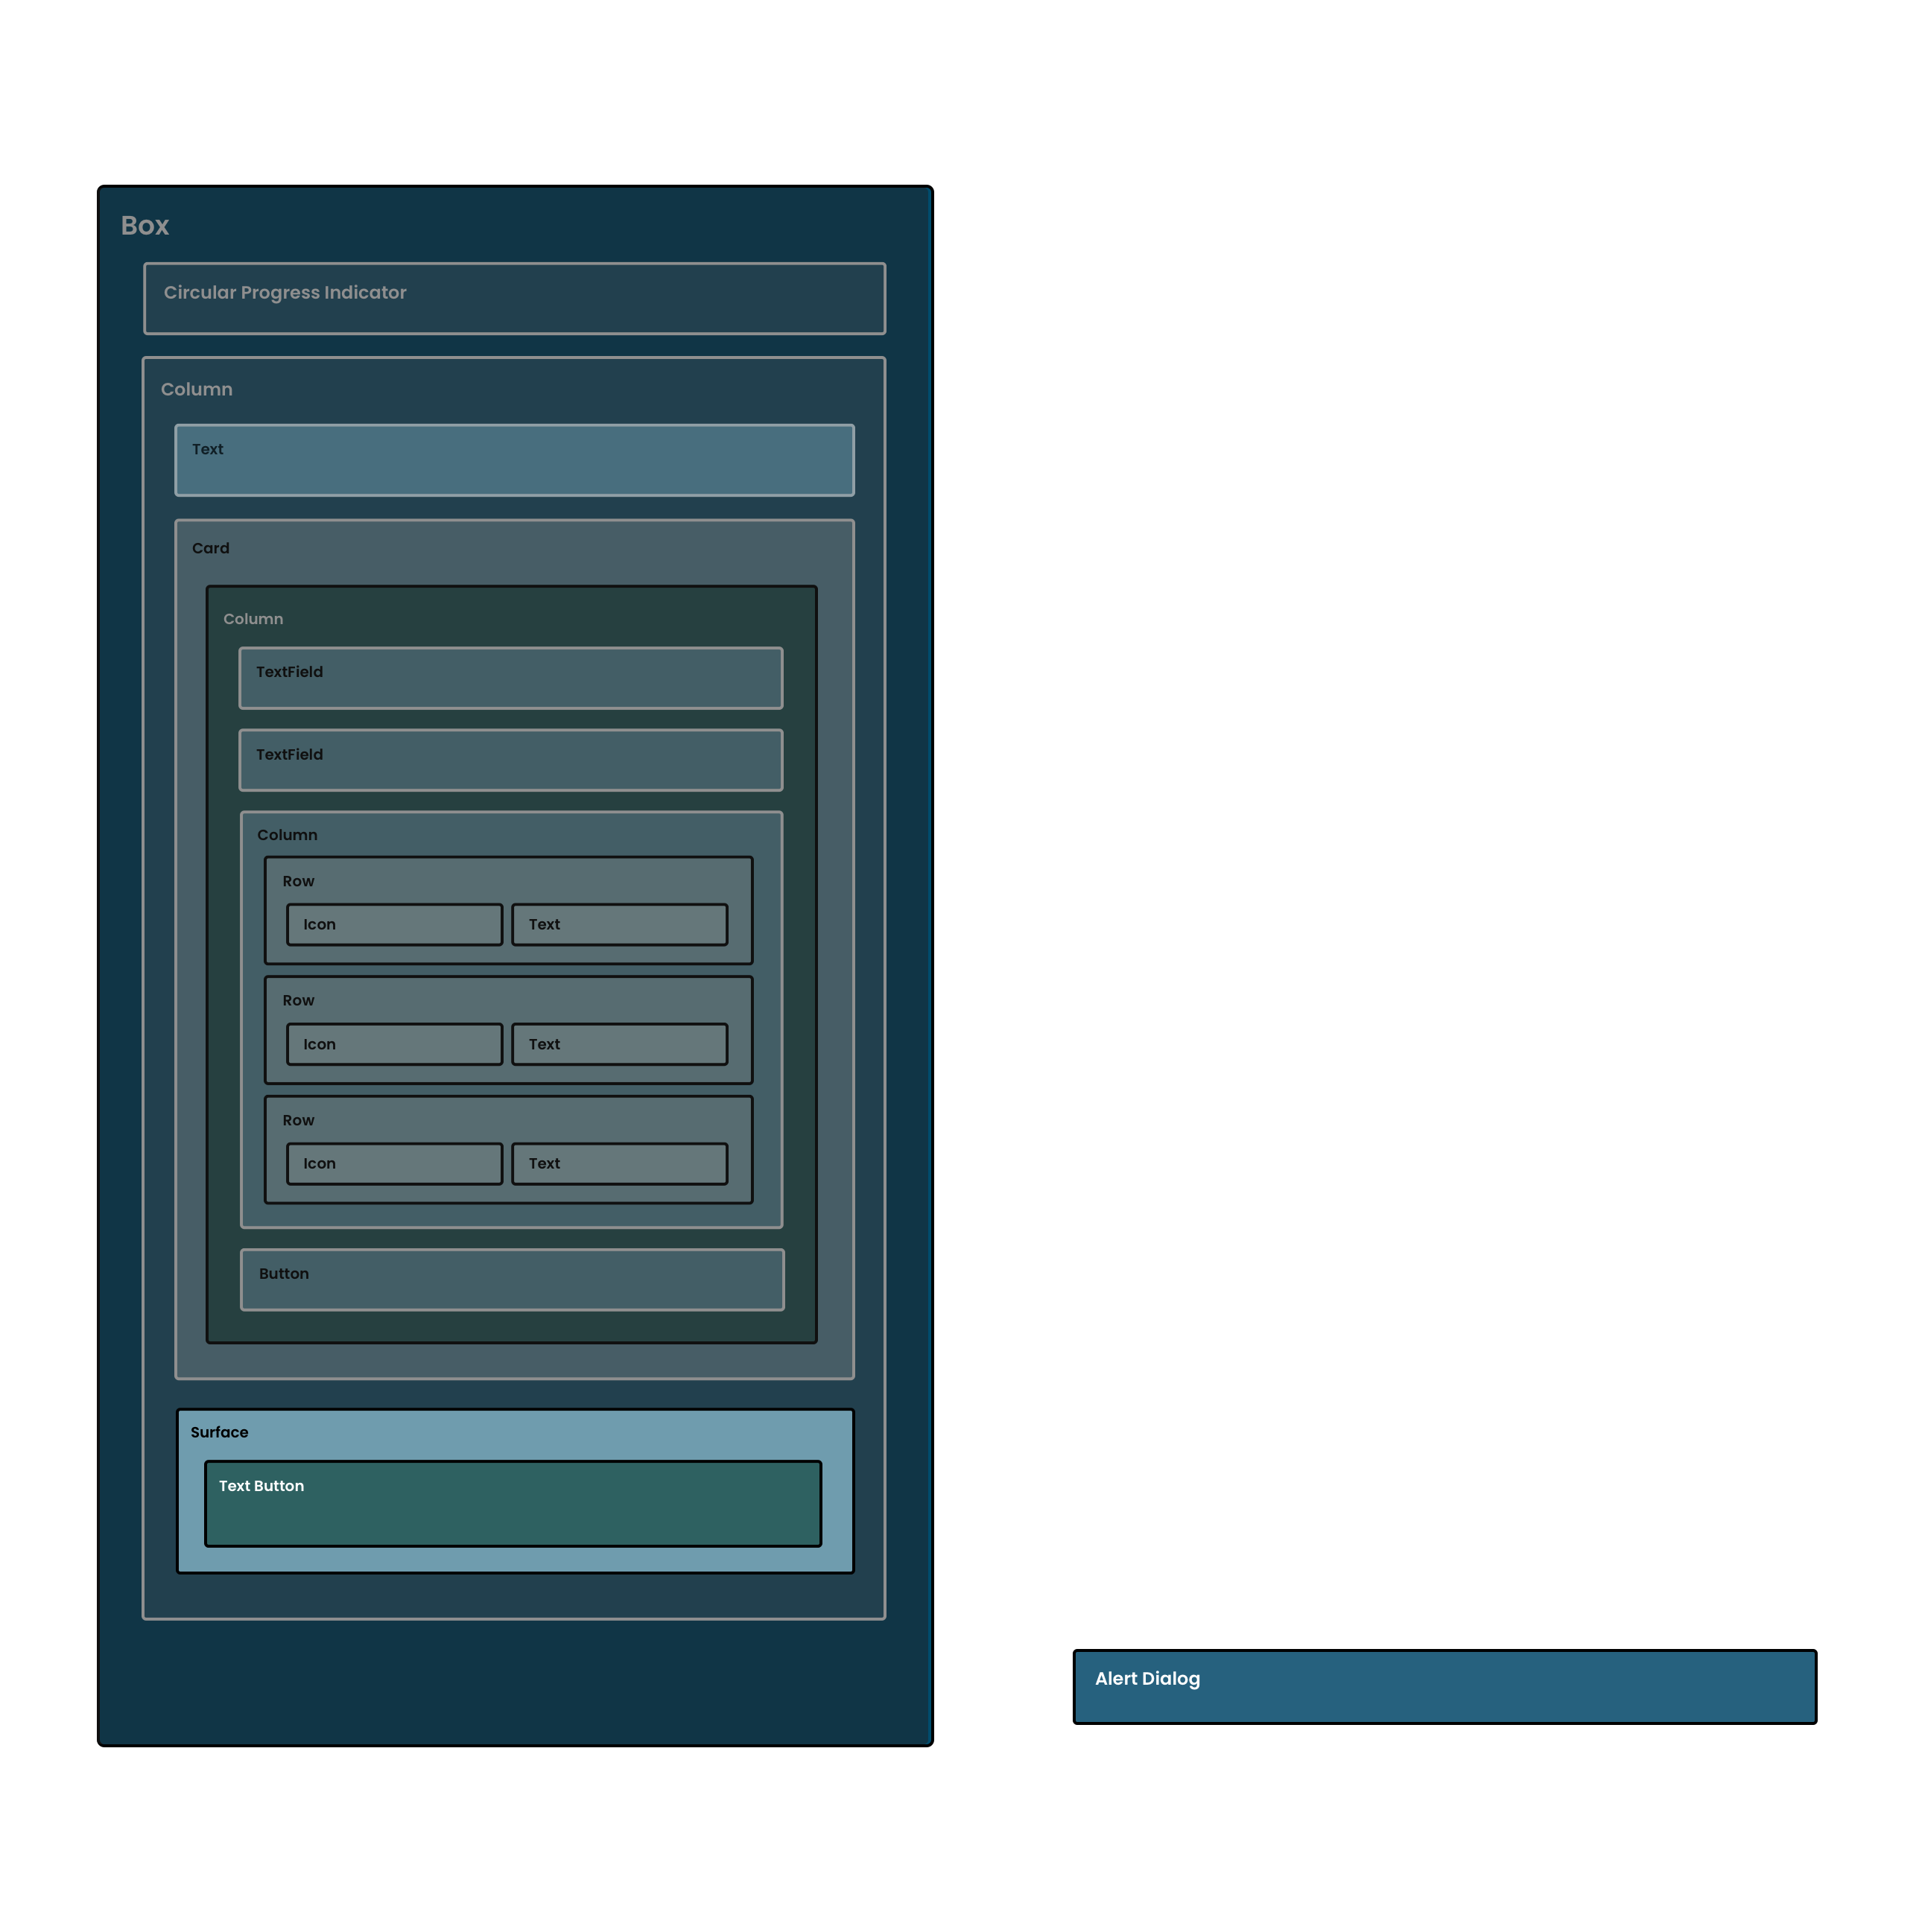 Box
Circular Progress Indicator
Column
Text
Card
Column
TextField
TextField
Column
Row
Icon Text
Row
Icon Text
Row
Icon Text
Button
Surface
Text Button
Alert Dialog